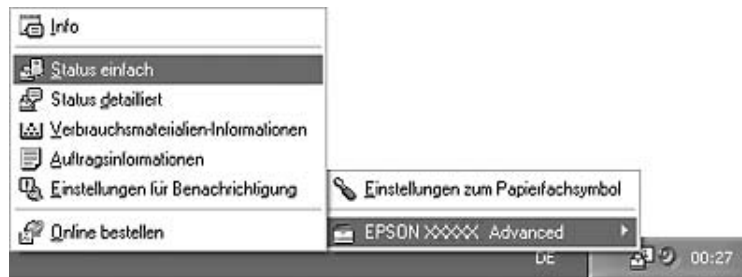 Info
Status einfach
Status detailliert
Verbrauchsmaterialien-Informationen
Auftragsinformationen
Einstellungen für Benachrichtigung
Online bestellen
Einstellungen zum Papierfachsymbol
EPSON XXXXX Advanced
DE
00:27